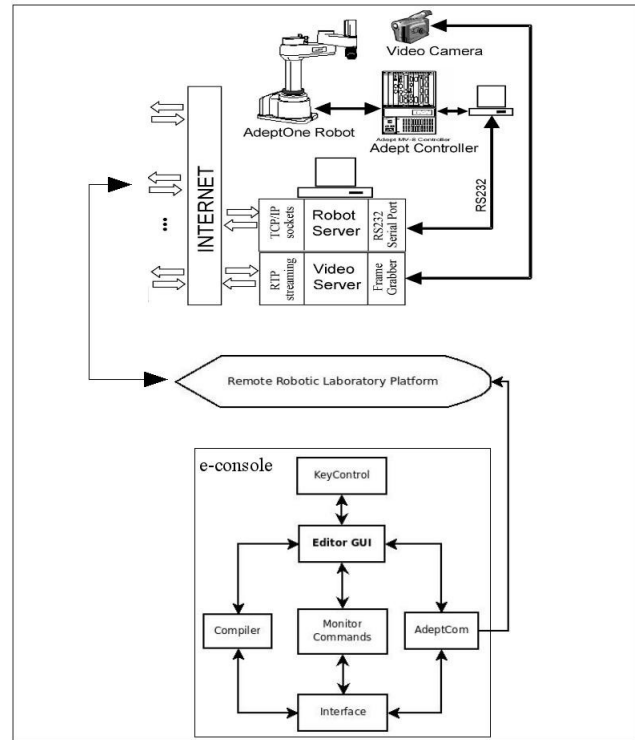 Video Camera
AdeptOne Robot
Adept MV-8 Controller
Adept Controller
RS232
INTERNET
...
TCP/IP
sockets
Robot
Server
RS232
Serial Port
RTP
streaming
Video
Server
Frame
Grabber
Remote Robotic Laboratory Platform
e-console
KeyControl
Editor GUI
Compiler
Monitor
Commands
AdeptCom
Interface